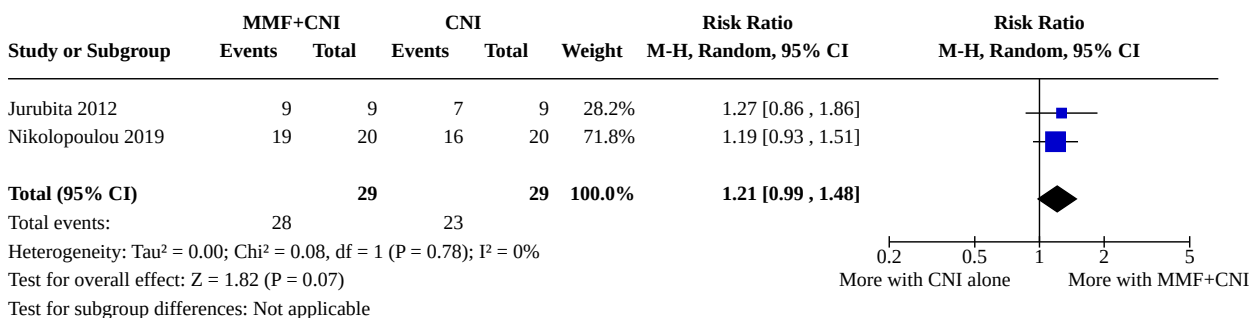 MMF+CNI CNI Risk Ratio Risk Ratio
Study or Subgroup Events Total Events Total Weight M-H, Random, 95% CI M-H, Random, 95% CI
Jurubita 2012 9 9 7 9 28.2% 1.27 [0.86 , 1.86]
Nikolopoulou 2019 19 20 16 20 71.8% 1.19 [0.93 , 1.51]
Total (95% CI) 29 29 100.0% 1.21 [0.99 , 1.48]
Total events: 28 23
Heterogeneity: Tau² = 0.00; Chi² = 0.08, df = 1 (P = 0.78); I² = 0%
0.2 0.5 1 2 5
Test for overall effect: Z = 1.82 (P = 0.07) More with CNI alone More with MMF+CNI
Test for subgroup differences: Not applicable